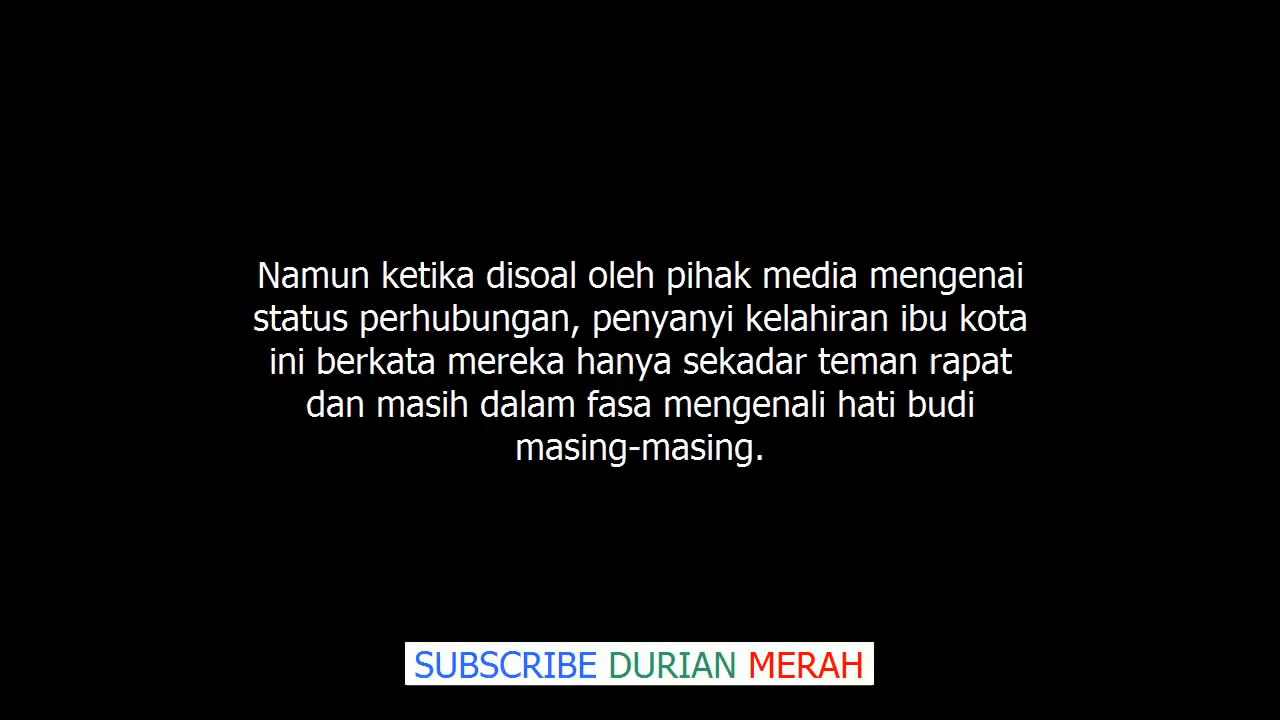 Namun ketika disoal oleh pihak media mengenai
status perhubungan, penyanyi kelahiran ibu kota
ini berkata mereka hanya sekadar teman rapat
dan masih dalam fasa mengenali hati budi
masing-masing.
SUBSCRIBE DURIAN MERAH